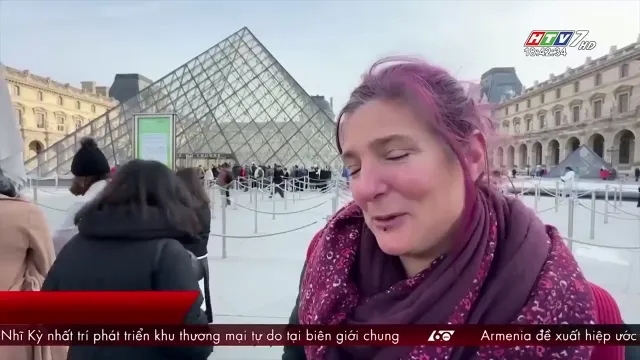 HTV7 HD
18:42:34
Nhĩ Kỳ nhất trí phát triển khu thương mại tự do tại biên giới chung 60 Armenia đề xuất hiệp ước